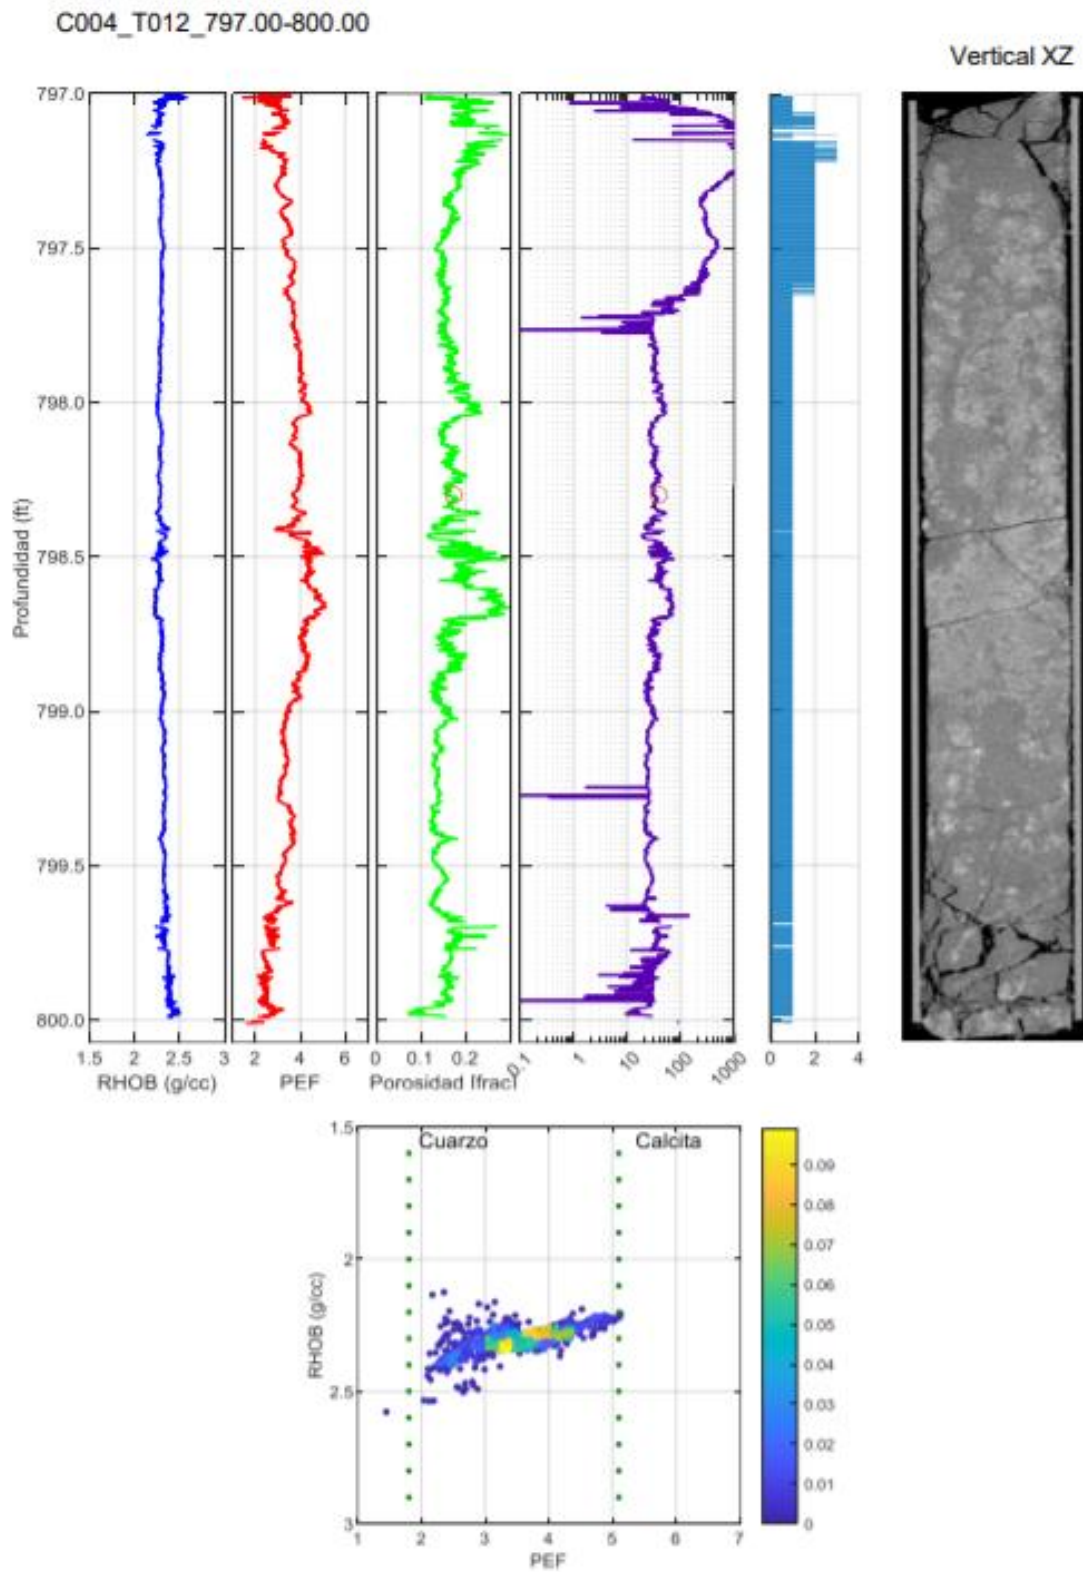 C004_T012_797.00-800.00
Vertical XZ
797.0
797.5
798.0
798.5
799.0
799.5
800.0
Profundidad (ft)
1.5 2 2.5 3
RHOB (g/cc)
2 4 6
PEF
0 0.1 0.2
Porosidad [frac]
0.1 1 10 100 1000
0 2 4
Cuarzo Calcita
1.5
2
2.5
3
RHOB (g/cc)
1 2 3 4 5 6 7
PEF
0.09
0.08
0.07
0.06
0.05
0.04
0.03
0.02
0.01
0